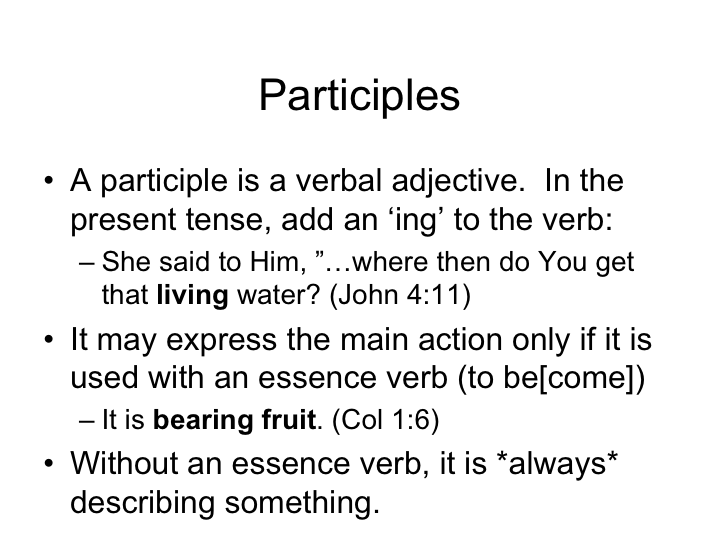 Participles
• A participle is a verbal adjective.  In the
present tense, add an ‘ing’ to the verb:
– She said to Him, ”…where then do You get
that living water? (John 4:11)
• It may express the main action only if it is
used with an essence verb (to be[come])
– It is bearing fruit. (Col 1:6)
• Without an essence verb, it is *always*
describing something.